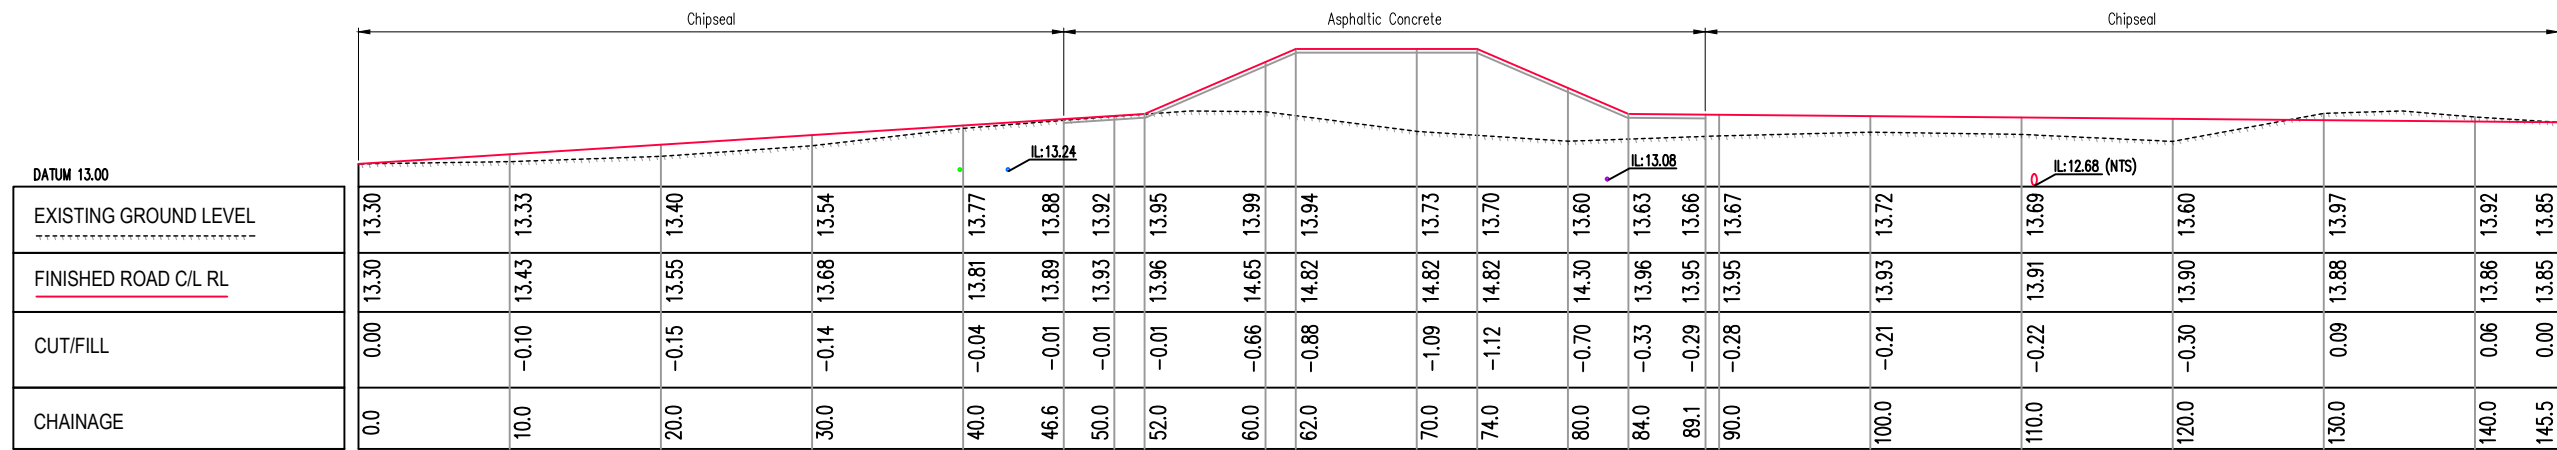 Chipseal Asphaltic Concrete Chipseal
IL:13.24 IL:13.08 IL:12.68 (NTS)
DATUM 13.00
EXISTING GROUND LEVEL 13.30 13.33 13.40 13.54 13.77 13.88 13.92 13.95 13.99 13.94 13.73 13.70 13.60 13.63 13.66 13.67 13.72 13.69 13.60 13.97 13.92 13.85
FINISHED ROAD C/L RL 13.30 13.43 13.55 13.68 13.81 13.89 13.93 13.96 14.65 14.82 14.82 14.82 14.30 13.96 13.95 13.95 13.93 13.91 13.90 13.88 13.86 13.85
CUT/FILL 0.00 -0.10 -0.15 -0.14 -0.04 -0.01 -0.01 -0.01 -0.66 -0.88 -1.09 -1.12 -0.70 -0.33 -0.29 -0.28 -0.21 -0.22 -0.30 0.09 0.06 0.00
CHAINAGE 0.0 10.0 20.0 30.0 40.0 46.6 50.0 52.0 60.0 62.0 70.0 74.0 80.0 84.0 89.1 90.0 100.0 110.0 120.0 130.0 140.0 145.5